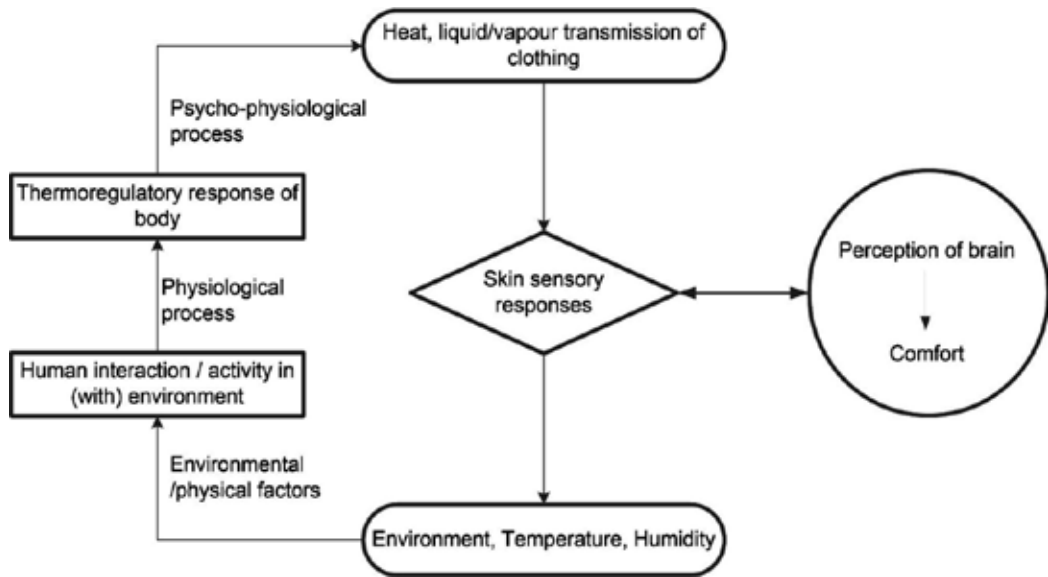 Heat, liquid/vapour transmission of
clothing
Psycho-physiological
process
Thermoregulatory response of
body
Skin sensory
responses
Perception of brain
Comfort
Physiological
process
Human interaction / activity in
(with) environment
Environmental
/physical factors
Environment, Temperature, Humidity